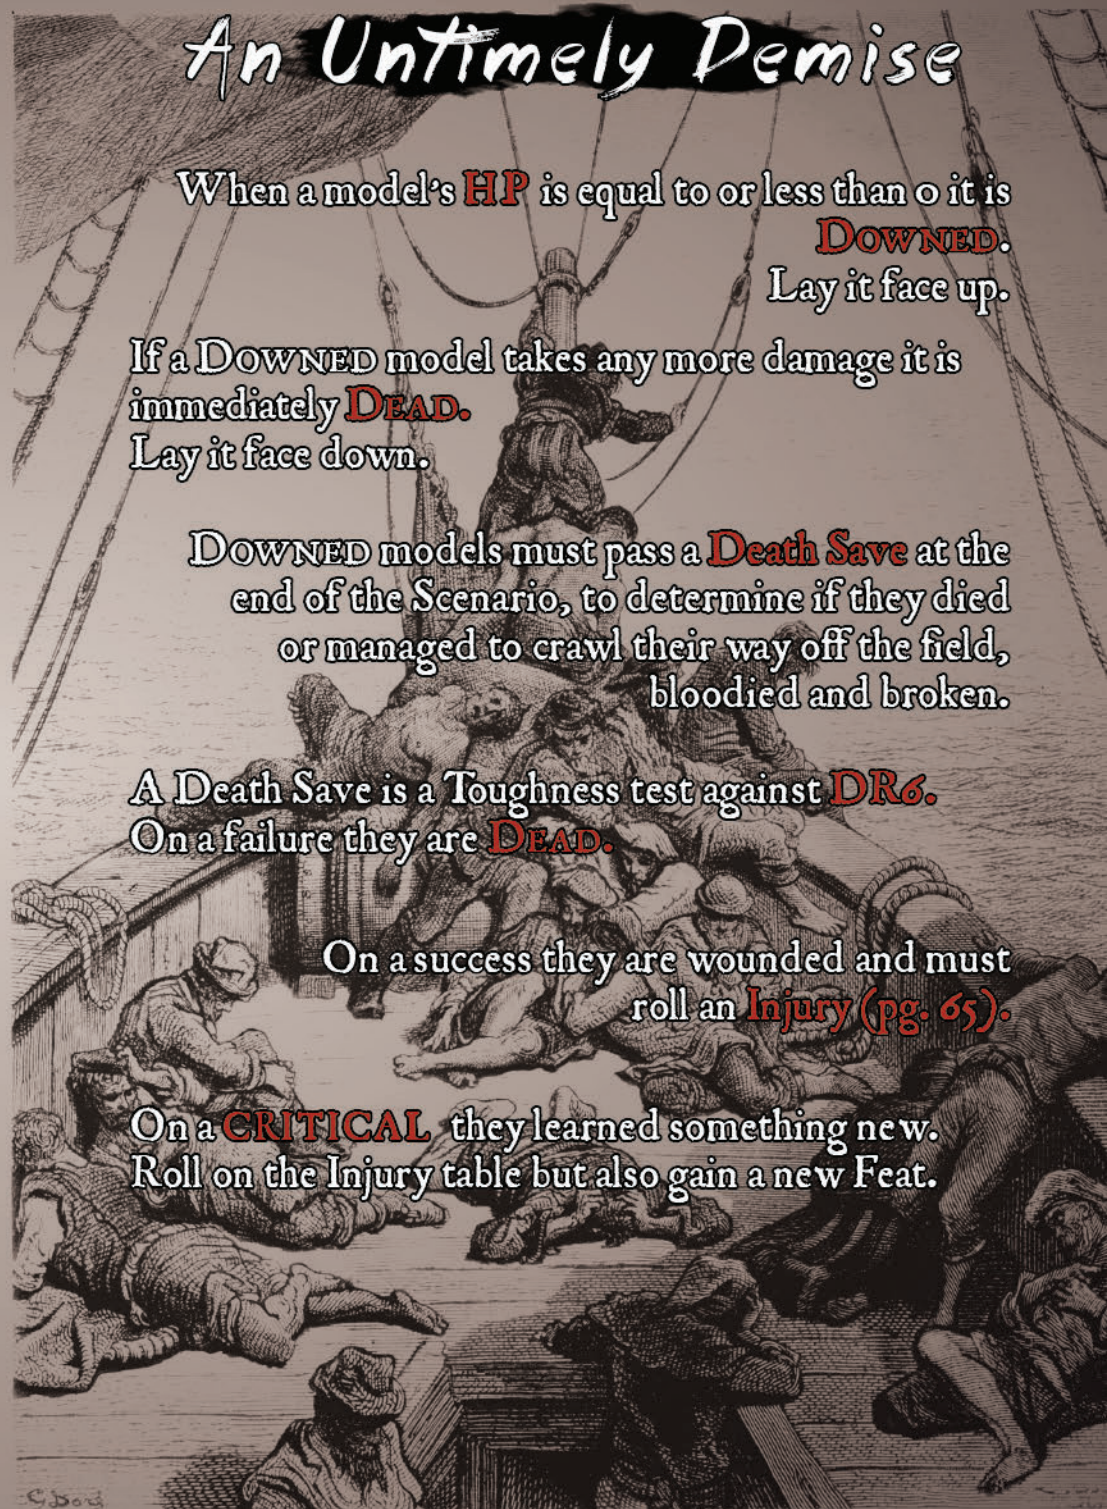 An Untimely Demise
When a model's HP is equal to or less than 0 it is
DOWNED.
Lay it face up.
If a DOWNED model takes any more damage it is
immediately DEAD.
Lay it face down.
DOWNED models must pass a Death Save at the
end of the Scenario, to determine if they died
or managed to crawl their way off the field,
bloodied and broken.
A Death Save is a Toughness test against DR6.
On a failure they are DEAD.
On a success they are wounded and must
roll an Injury (pg. 65).
On a CRITICAL they learned something new.
Roll on the Injury table but also gain a new Feat.
G Doré